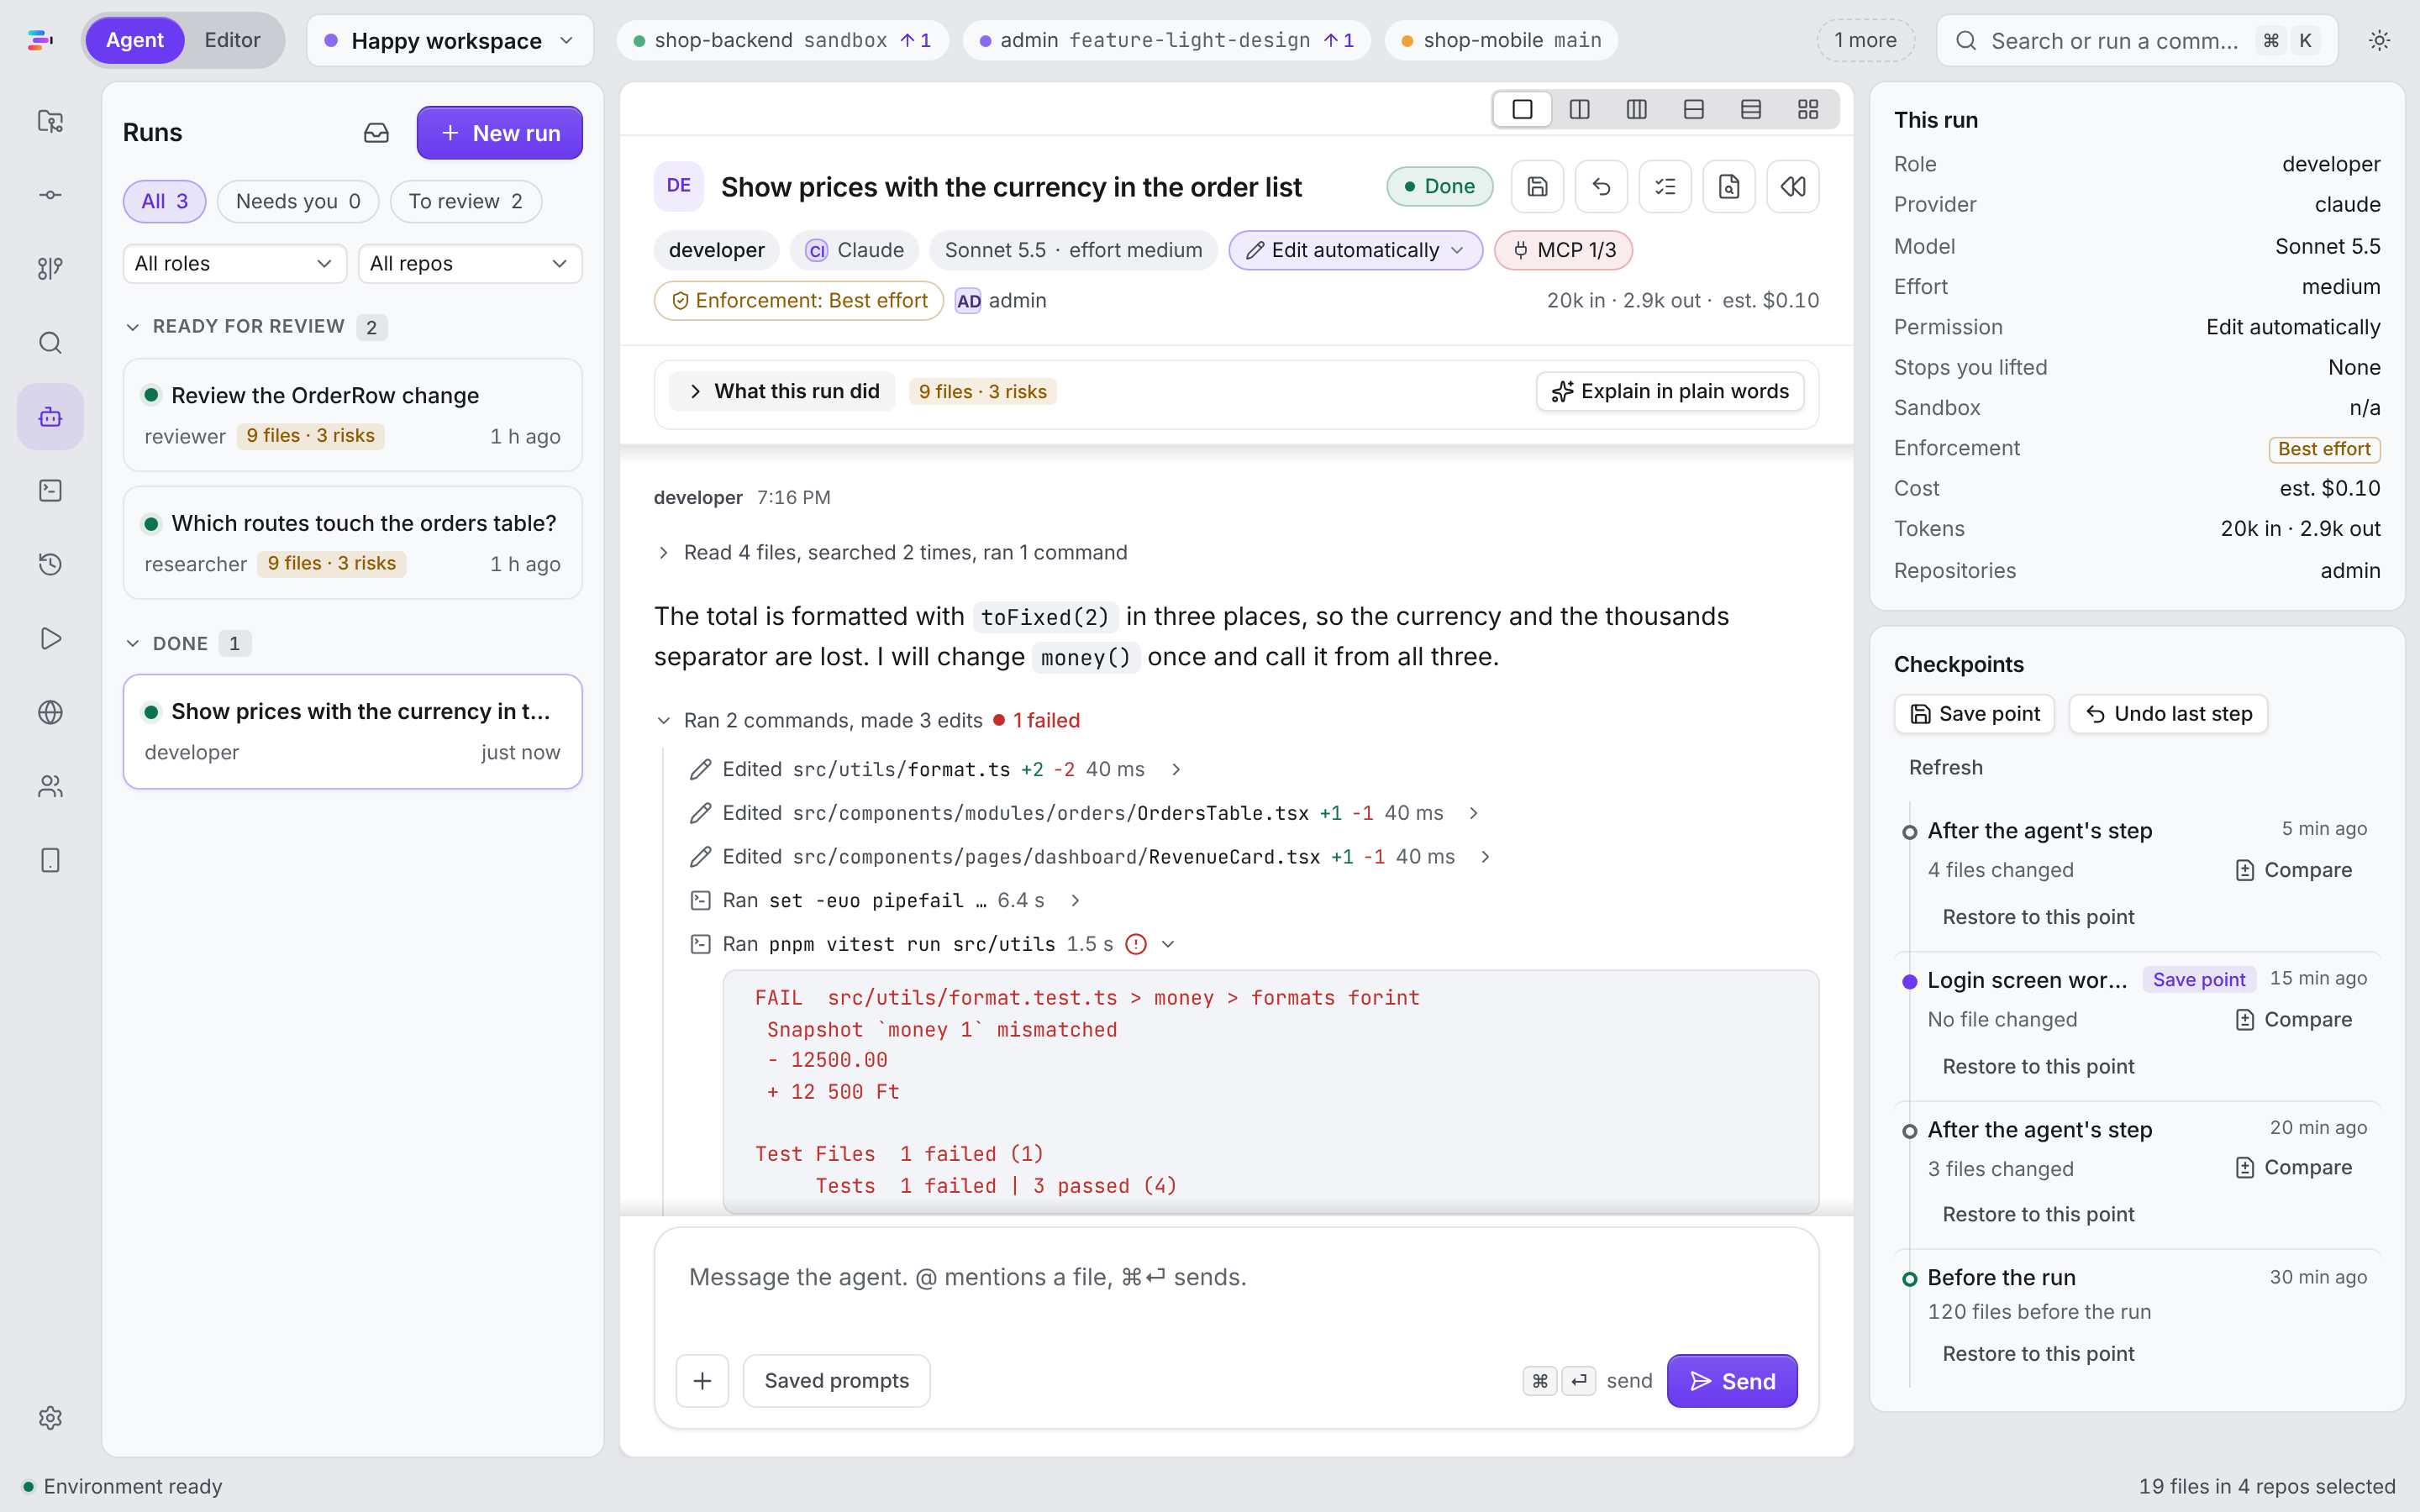 Agent Editor Happy workspace shop-backend sandbox ↑1 admin feature-light-design ↑1 shop-mobile main 1 more Search or run a comm... ⌘ K
Runs
New run
All 3 Needs you 0 To review 2
All roles All repos
READY FOR REVIEW 2
Review the OrderRow change
reviewer 9 files · 3 risks 1 h ago
Which routes touch the orders table?
researcher 9 files · 3 risks 1 h ago
DONE 1
Show prices with the currency in t...
developer just now
DE Show prices with the currency in the order list Done
developer Cl Claude Sonnet 5.5 · effort medium Edit automatically MCP 1/3
Enforcement: Best effort AD admin 20k in · 2.9k out · est. $0.10
What this run did 9 files · 3 risks Explain in plain words
developer 7:16 PM
Read 4 files, searched 2 times, ran 1 command
The total is formatted with toFixed(2) in three places, so the currency and the thousands
separator are lost. I will change money() once and call it from all three.
Ran 2 commands, made 3 edits 1 failed
Edited src/utils/format.ts +2 -2 40 ms
Edited src/components/modules/orders/OrdersTable.tsx +1 -1 40 ms
Edited src/components/pages/dashboard/RevenueCard.tsx +1 -1 40 ms
Ran set -euo pipefail … 6.4 s
Ran pnpm vitest run src/utils 1.5 s
FAIL src/utils/format.test.ts > money > formats forint
Snapshot `money 1` mismatched
- 12500.00
+ 12 500 Ft
Test Files 1 failed (1)
Tests 1 failed | 3 passed (4)
Message the agent. @ mentions a file, ⌘↵ sends.
Saved prompts ⌘ ↵ send Send
This run
Role developer
Provider claude
Model Sonnet 5.5
Effort medium
Permission Edit automatically
Stops you lifted None
Sandbox n/a
Enforcement Best effort
Cost est. $0.10
Tokens 20k in · 2.9k out
Repositories admin
Checkpoints
Save point Undo last step
Refresh
After the agent's step 5 min ago
4 files changed Compare
Restore to this point
Login screen wor... Save point 15 min ago
No file changed Compare
Restore to this point
After the agent's step 20 min ago
3 files changed Compare
Restore to this point
Before the run 30 min ago
120 files before the run
Restore to this point
Environment ready 19 files in 4 repos selected